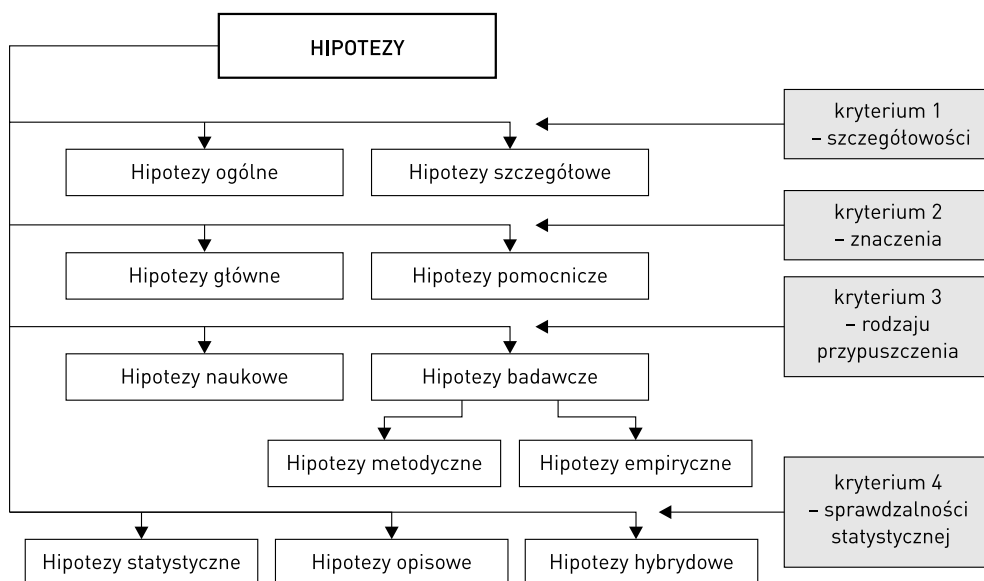 HIPOTEZY
kryterium 1
– szczegółowości
Hipotezy ogólne
Hipotezy szczegółowe
kryterium 2
– znaczenia
Hipotezy główne
Hipotezy pomocnicze
kryterium 3
– rodzaju
przypuszczenia
Hipotezy naukowe
Hipotezy badawcze
Hipotezy metodyczne
Hipotezy empiryczne
kryterium 4
– sprawdzalności
statystycznej
Hipotezy statystyczne
Hipotezy opisowe
Hipotezy hybrydowe